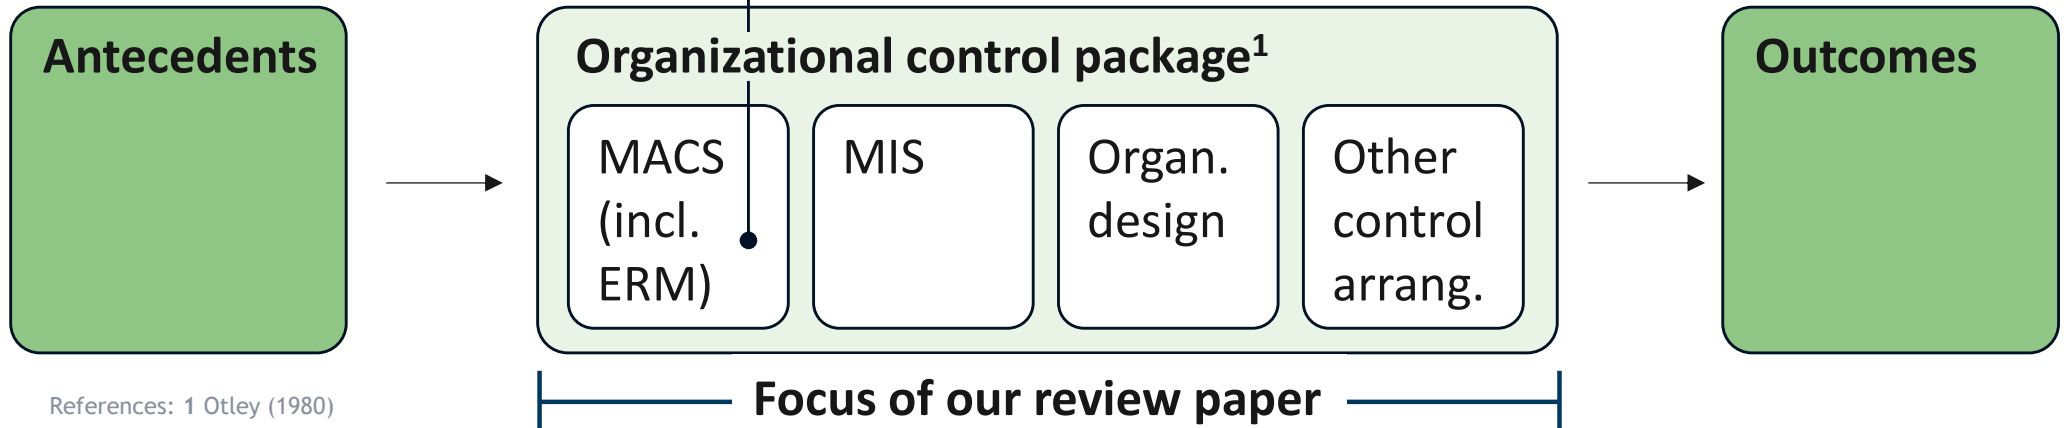 Antecedents
Organizational control package¹
Outcomes
MACS
(incl.
ERM)
MIS
Organ.
design
Other
control
arrang.
Focus of our review paper
References: 1 Otley (1980)